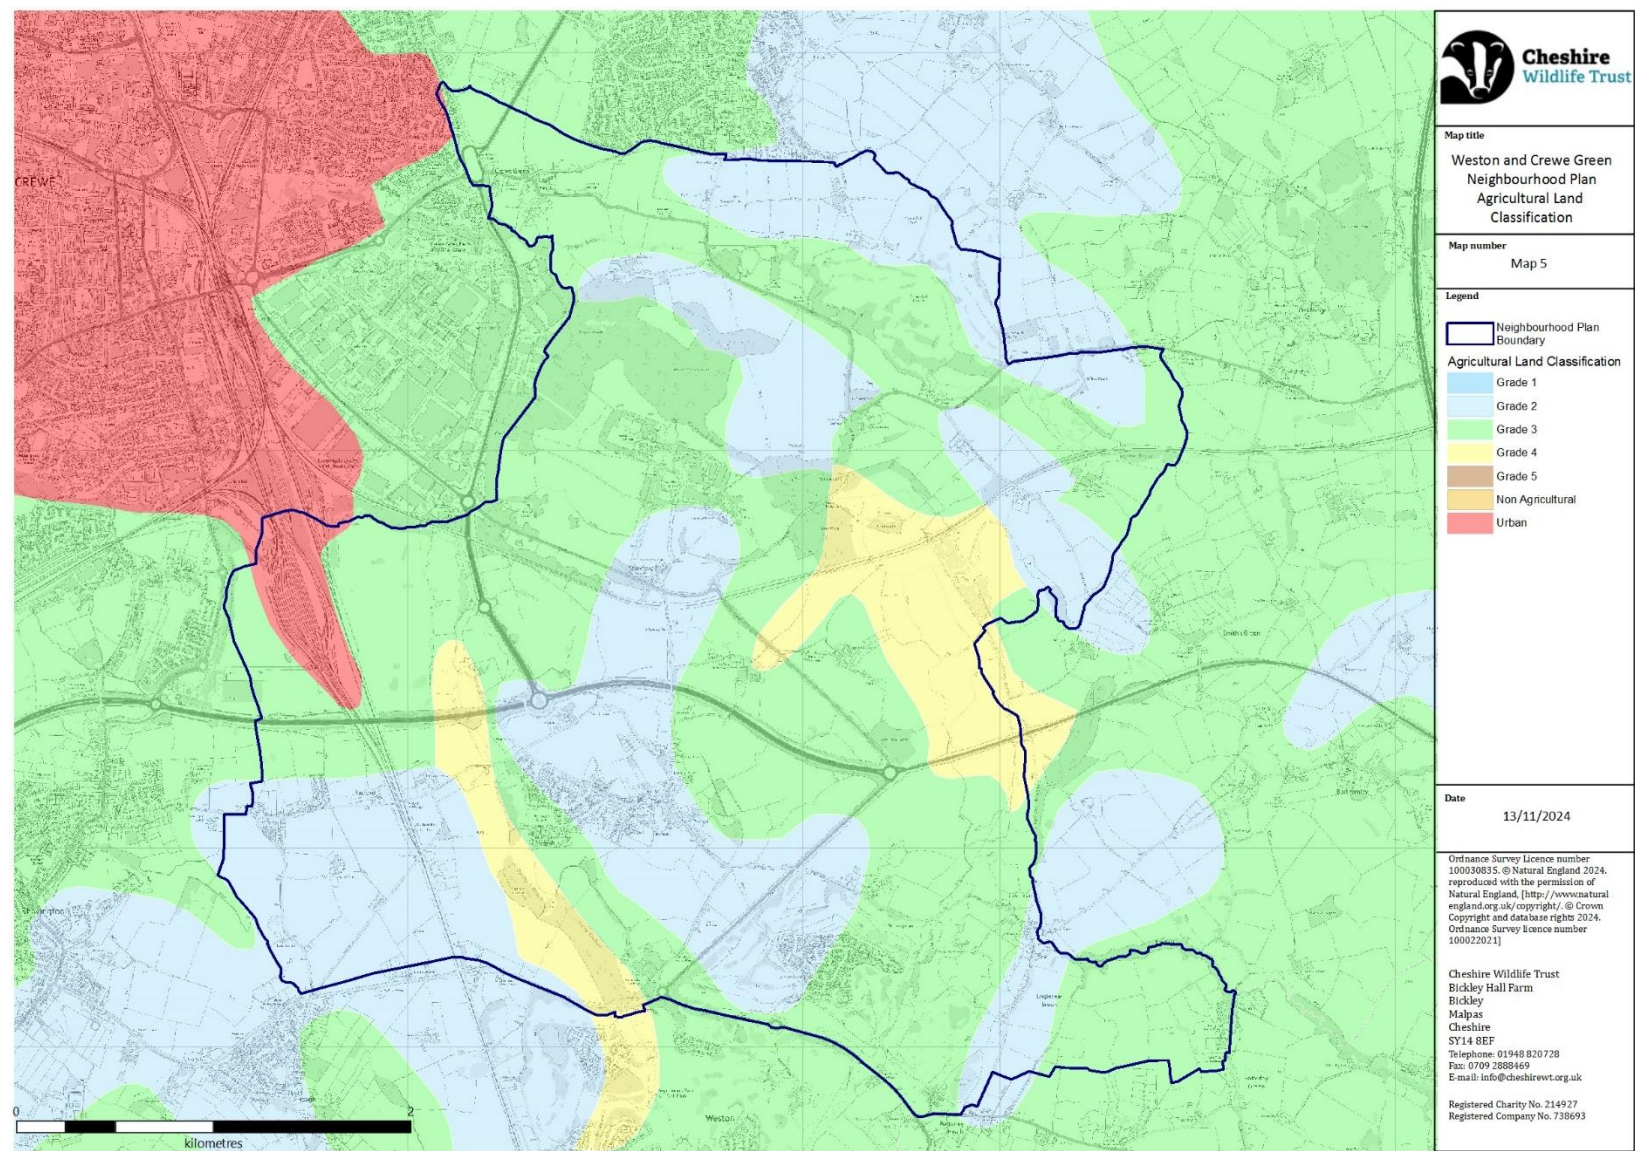 CREWE
Crewe Green
Smiths Green
Shavington
Weston
0
2
kilometres
Cheshire
Wildlife Trust
Map title
Weston and Crewe Green
Neighbourhood Plan
Agricultural Land
Classification
Map number
Map 5
Legend
Neighbourhood Plan
Boundary
Agricultural Land Classification
Grade 1
Grade 2
Grade 3
Grade 4
Grade 5
Non Agricultural
Urban
Date
13/11/2024
Ordnance Survey Licence number
100030835. © Natural England 2024.
reproduced with the permission of
Natural England, [http://www.natural
england.org.uk/copyright/. © Crown
Copyright and database rights 2024.
Ordnance Survey licence number
100022021]
Cheshire Wildlife Trust
Bickley Hall Farm
Bickley
Malpas
Cheshire
SY14 8EF
Telephone: 01948 820728
Fax: 0709 2888469
E-mail: info@cheshirewt.org.uk
Registered Charity No. 214927
Registered Company No. 738693